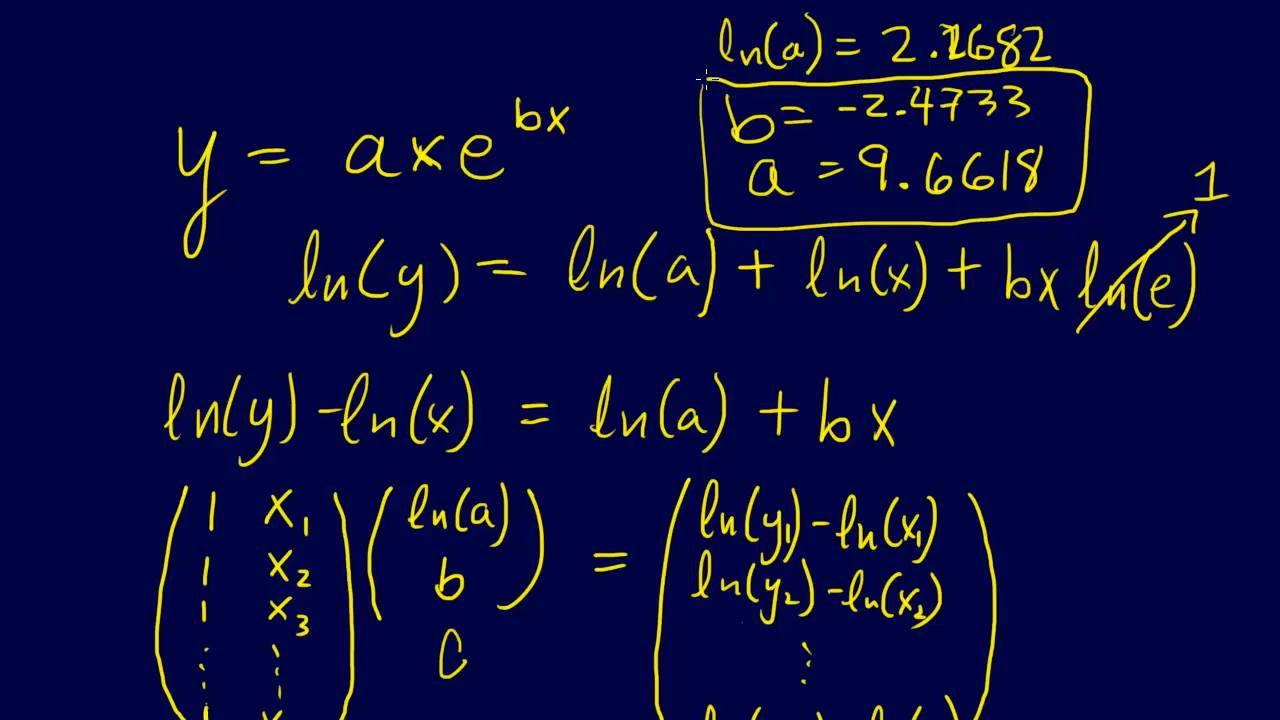 ln(a) = 2.2682
b = -2.4733
a = 9.6618
y = axe^bx
1
ln(y) = ln(a) + ln(x) + bx ln(e)
ln(y) - ln(x) = ln(a) + bx
1 x₁ ln(a) = ln(y₁) - ln(x₁)
1 x₂ b ln(y₂) - ln(x₂)
1 x₃
⋮ ⋮ C ⋮